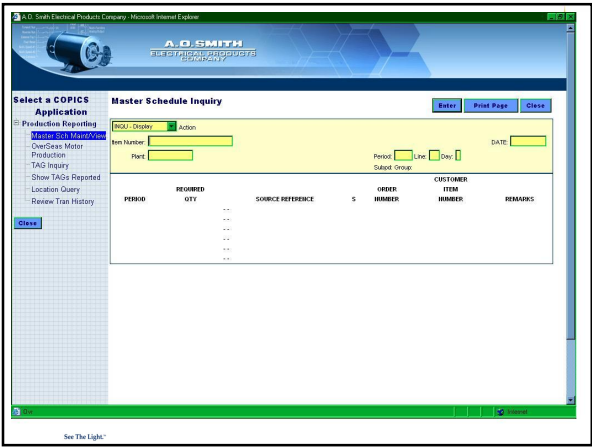 A.O. Smith Electrical Products Company - Microsoft Internet Explorer
A.O.SMITH
ELECTRICAL PRODUCTS
COMPANY
Select a COPICS
Application
Production Reporting
Master Sch Maint/View
OverSeas Motor
Production
TAG Inquiry
Show TAGs Reported
Location Query
Review Tran History
Close
Master Schedule Inquiry
Enter Print Page Close
INQU - Display Action
Item Number: DATE:
Plant: Period: Line: Day:
Subpd: Group:
CUSTOMER
REQUIRED ORDER ITEM
PERIOD QTY SOURCE REFERENCE S NUMBER NUMBER REMARKS
- -
- -
- -
- -
- -
Internet
See The Light.™